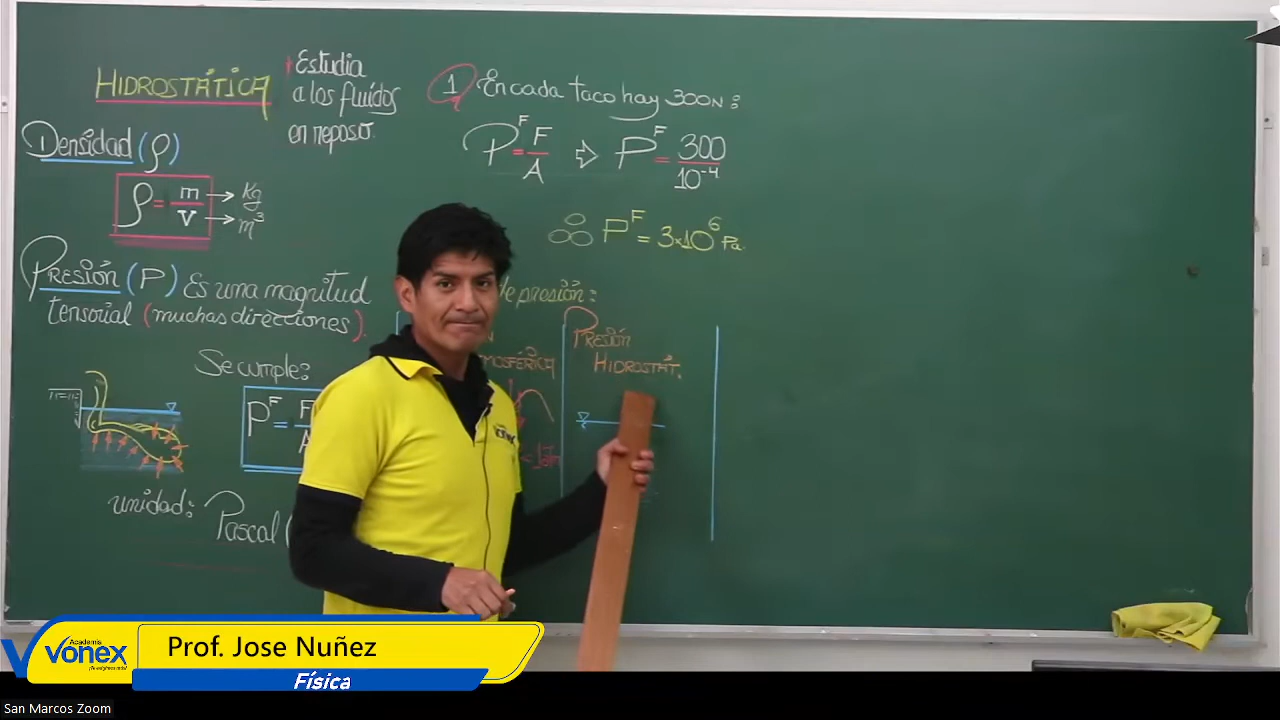 HIDROSTÁTICA
Estudia
a los fluídos
en reposo.
Densidad (ρ)
ρ = m/V → Kg
→ m³
PRESIÓN (P) Es una magnitud
tensorial (muchas direcciones).
Se cumple:
P^F = F
unidad: Pascal (
1 En cada taco hay 300N:
P^F = F/A ⇒ P^F = 300/10⁻⁴
∴ P^F = 3×10⁶ Pa.
de presión:
PRESIÓN
HIDROSTÁT.
Academia
vonex
Prof. Jose Nuñez
Física
San Marcos Zoom